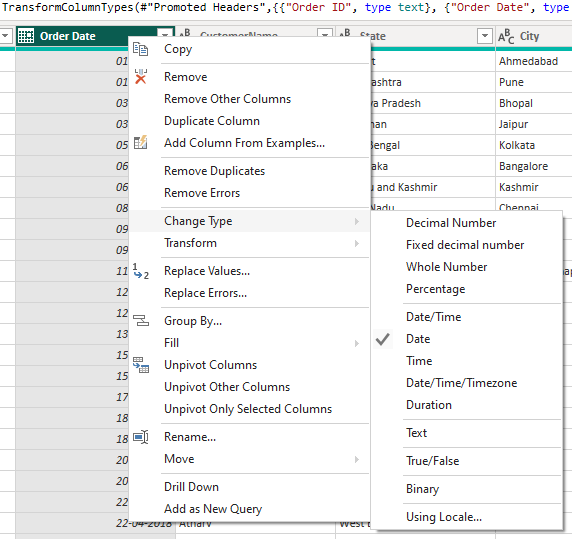 TransformColumnTypes(#"Promoted Headers",{{"Order ID", type text}, {"Order Date", type
Order Date
ABC CustomerName
ABC State
ABC City
Copy
Remove
Remove Other Columns
Duplicate Column
Add Column From Examples...
Remove Duplicates
Remove Errors
Change Type
Transform
Replace Values...
Replace Errors...
Group By...
Fill
Unpivot Columns
Unpivot Other Columns
Unpivot Only Selected Columns
Rename...
Move
Drill Down
Add as New Query
Decimal Number
Fixed decimal number
Whole Number
Percentage
Date/Time
Date
Time
Date/Time/Timezone
Duration
Text
True/False
Binary
Using Locale...
01
01
03
03
05
06
06
08
09
09
11
12
12
13
15
15
17
18
18
20
20
22
22-04-2018
Atharv
West
Pradesh
Bengal
and Kashmir
Nadu
Ahmedabad
Pune
Bhopal
Jaipur
Kolkata
Bangalore
Kashmir
Chennai